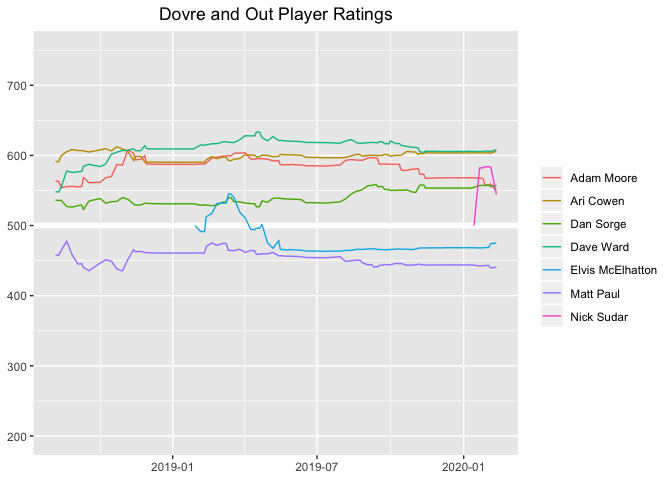 Dovre and Out Player Ratings
700
600
500
400
300
200
2019-01
2019-07
2020-01
Adam Moore
Ari Cowen
Dan Sorge
Dave Ward
Elvis McElhatton
Matt Paul
Nick Sudar